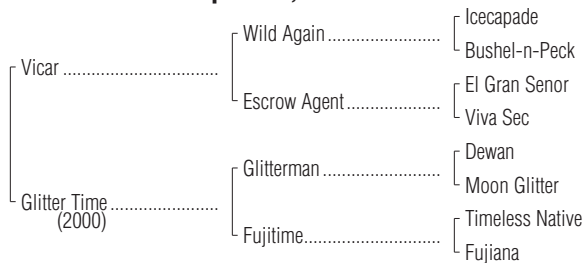 Icecapade
Wild Again
Bushel-n-Peck
Vicar
El Gran Senor
Escrow Agent
Viva Sec
Dewan
Glitterman
Moon Glitter
Glitter Time
(2000)
Timeless Native
Fujitime
Fujiana